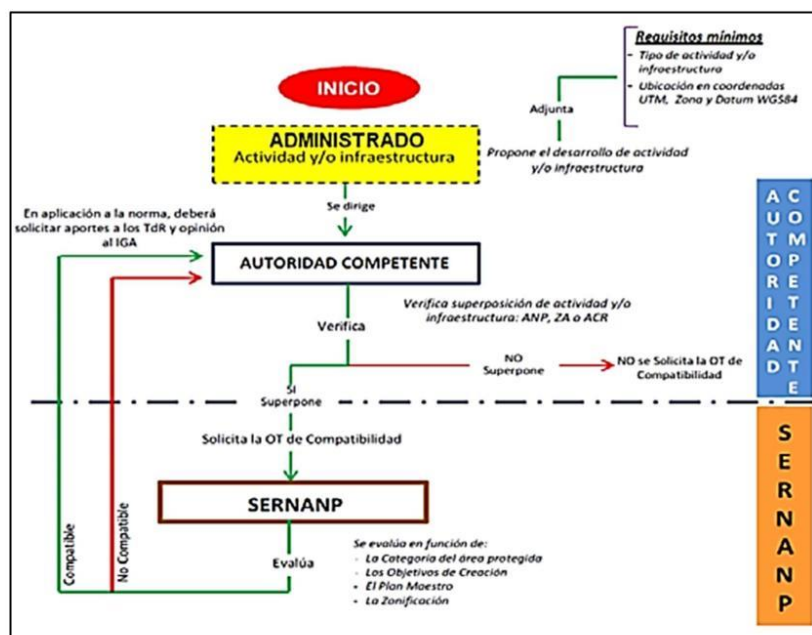 Requisitos mínimos
- Tipo de actividad y/o
infraestructura
- Ubicación en coordenadas
UTM, Zona y Datum WGS84
INICIO
Adjunta
ADMINISTRADO
Actividad y/o infraestructura
Propone el desarrollo de actividad
y/o infraestructura
Se dirige
En aplicación a la norma, deberá
solicitar aportes a los TdR y opinión
al IGA
AUTORIDAD COMPETENTE
Verifica superposición de actividad y/o
infraestructura: ANP, ZA o ACR
Verifica
NO
Superpone
NO se Solicita la OT de
Compatibilidad
SI
Superpone
AUTORIDAD
COMPETENTE
Solicita la OT de Compatibilidad
SERNANP
Evalúa
Se evalúa en función de:
- La Categoría del área protegida
- Los Objetivos de Creación
- El Plan Maestro
- La Zonificación
Compatible
No Compatible
SERNANP